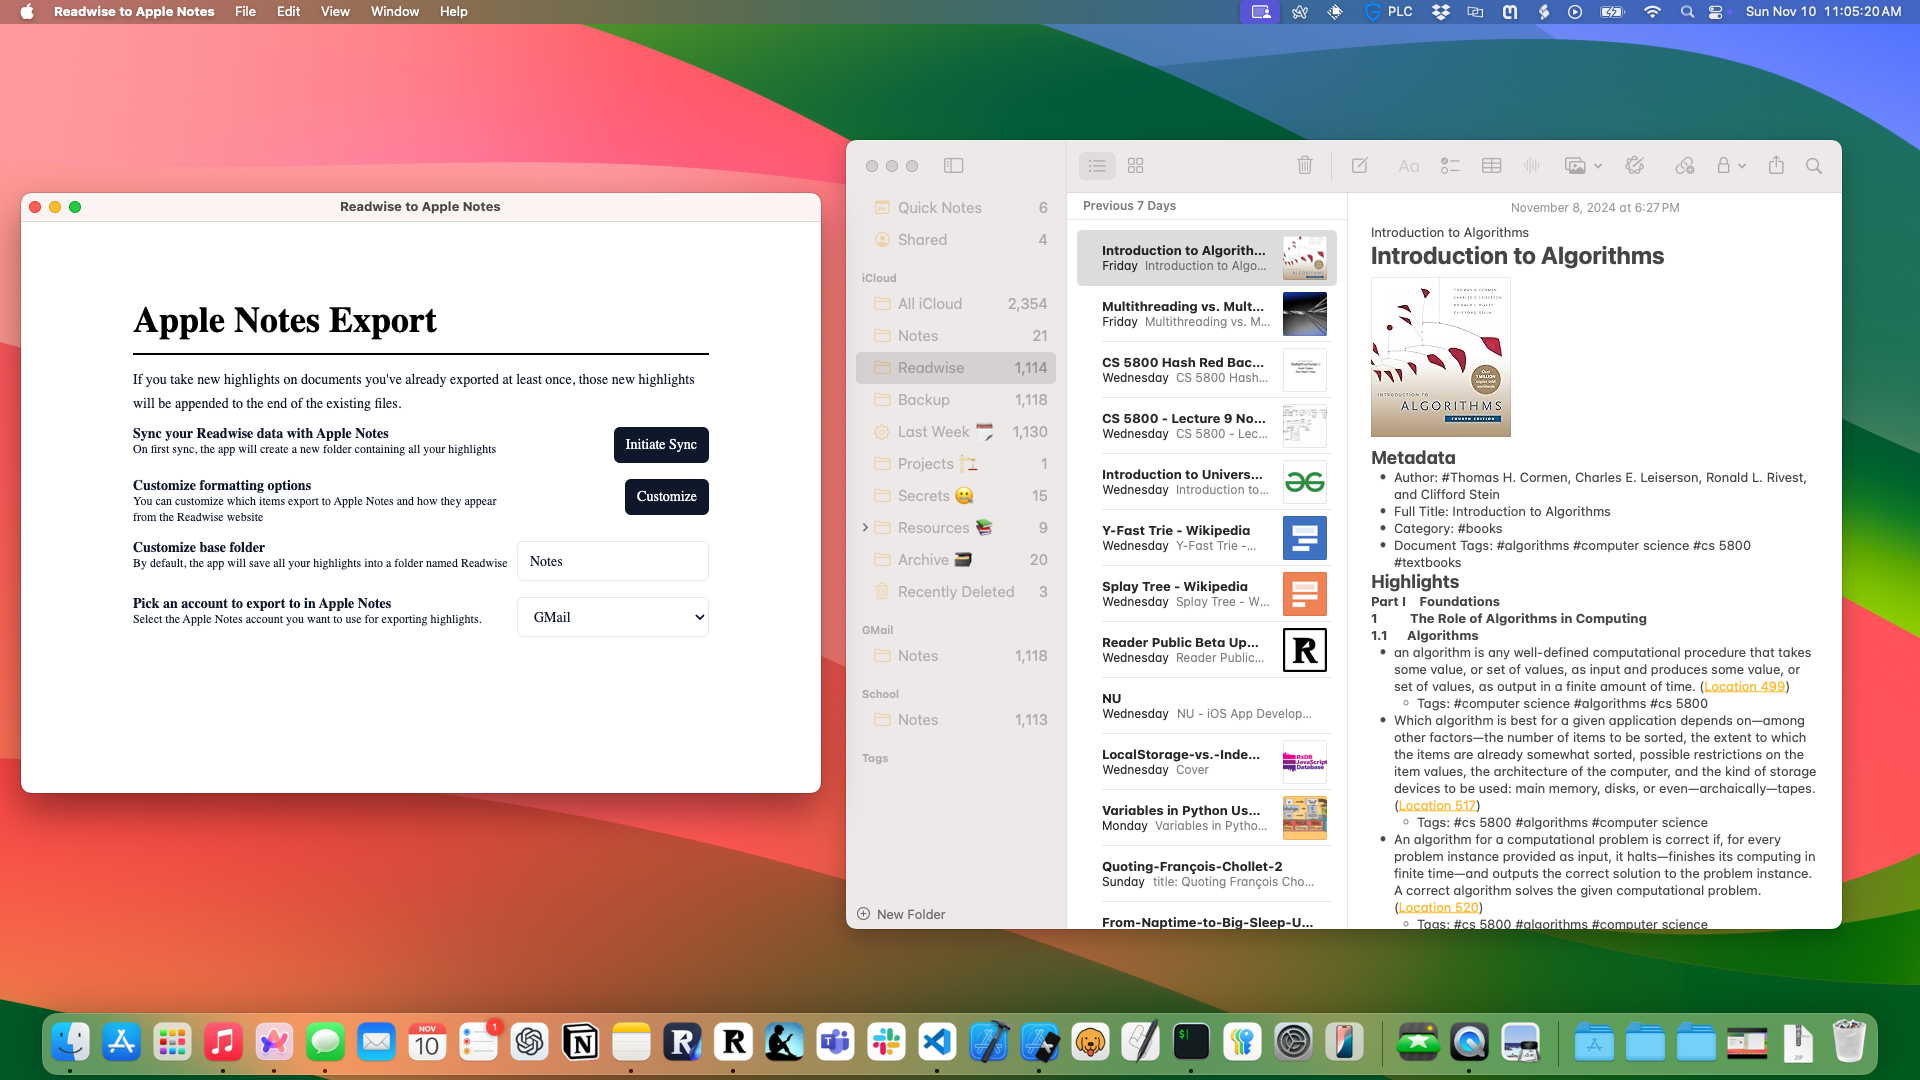 Readwise to Apple Notes File Edit View Window Help
PLC Sun Nov 10 11:05:20 AM
Readwise to Apple Notes
Apple Notes Export
If you take new highlights on documents you've already exported at least once, those new highlights
will be appended to the end of the existing files.
Sync your Readwise data with Apple Notes
On first sync, the app will create a new folder containing all your highlights
Initiate Sync
Customize formatting options
You can customize which items export to Apple Notes and how they appear
from the Readwise website
Customize
Customize base folder
By default, the app will save all your highlights into a folder named Readwise
Notes
Pick an account to export to in Apple Notes
Select the Apple Notes account you want to use for exporting highlights.
GMail
Quick Notes 6
Shared 4
iCloud
All iCloud 2,354
Notes 21
Readwise 1,114
Backup 1,118
Last Week 1,130
Projects 1
Secrets 15
Resources 9
Archive 20
Recently Deleted 3
GMail
Notes 1,118
School
Notes 1,113
Tags
New Folder
Previous 7 Days
Introduction to Algorith...
Friday Introduction to Algo...
Multithreading vs. Mult...
Friday Multithreading vs. M...
CS 5800 Hash Red Bac...
Wednesday CS 5800 Hash...
CS 5800 - Lecture 9 No...
Wednesday CS 5800 - Lec...
Introduction to Univers...
Wednesday Introduction to...
Y-Fast Trie - Wikipedia
Wednesday Y-Fast Trie -...
Splay Tree - Wikipedia
Wednesday Splay Tree - W...
Reader Public Beta Up...
Wednesday Reader Public...
R
NU
Wednesday NU - iOS App Develop...
LocalStorage-vs.-Inde...
Wednesday Cover
RxDB
JavaScript
Database
Variables in Python Us...
Monday Variables in Pytho...
Quoting-François-Chollet-2
Sunday title: Quoting François Cho...
From-Naptime-to-Big-Sleep-U...
Aa
November 8, 2024 at 6:27 PM
Introduction to Algorithms
Introduction to Algorithms
THOMAS H. CORMEN
CHARLES E. LEISERSON
RONALD L. RIVEST
CLIFFORD STEIN
INTRODUCTION TO
ALGORITHMS
FOURTH EDITION
Metadata
• Author: #Thomas H. Cormen, Charles E. Leiserson, Ronald L. Rivest,
and Clifford Stein
• Full Title: Introduction to Algorithms
• Category: #books
• Document Tags: #algorithms #computer science #cs 5800
#textbooks
Highlights
Part I Foundations
1 The Role of Algorithms in Computing
1.1 Algorithms
• an algorithm is any well-defined computational procedure that takes
some value, or set of values, as input and produces some value, or
set of values, as output in a finite amount of time. (Location 499)
◦ Tags: #computer science #algorithms #cs 5800
• Which algorithm is best for a given application depends on—among
other factors—the number of items to be sorted, the extent to which
the items are already somewhat sorted, possible restrictions on the
item values, the architecture of the computer, and the kind of storage
devices to be used: main memory, disks, or even—archaically—tapes.
(Location 517)
◦ Tags: #cs 5800 #algorithms #computer science
• An algorithm for a computational problem is correct if, for every
problem instance provided as input, it halts—finishes its computing in
finite time—and outputs the correct solution to the problem instance.
A correct algorithm solves the given computational problem.
(Location 520)
◦ Tags: #cs 5800 #algorithms #computer science
NOV
10
1
N
R
R
$
ZIP